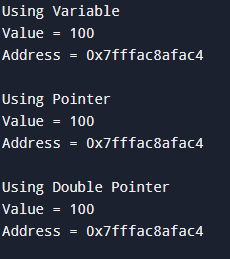 Using Variable
Value = 100
Address = 0x7fffac8afac4
Using Pointer
Value = 100
Address = 0x7fffac8afac4
Using Double Pointer
Value = 100
Address = 0x7fffac8afac4